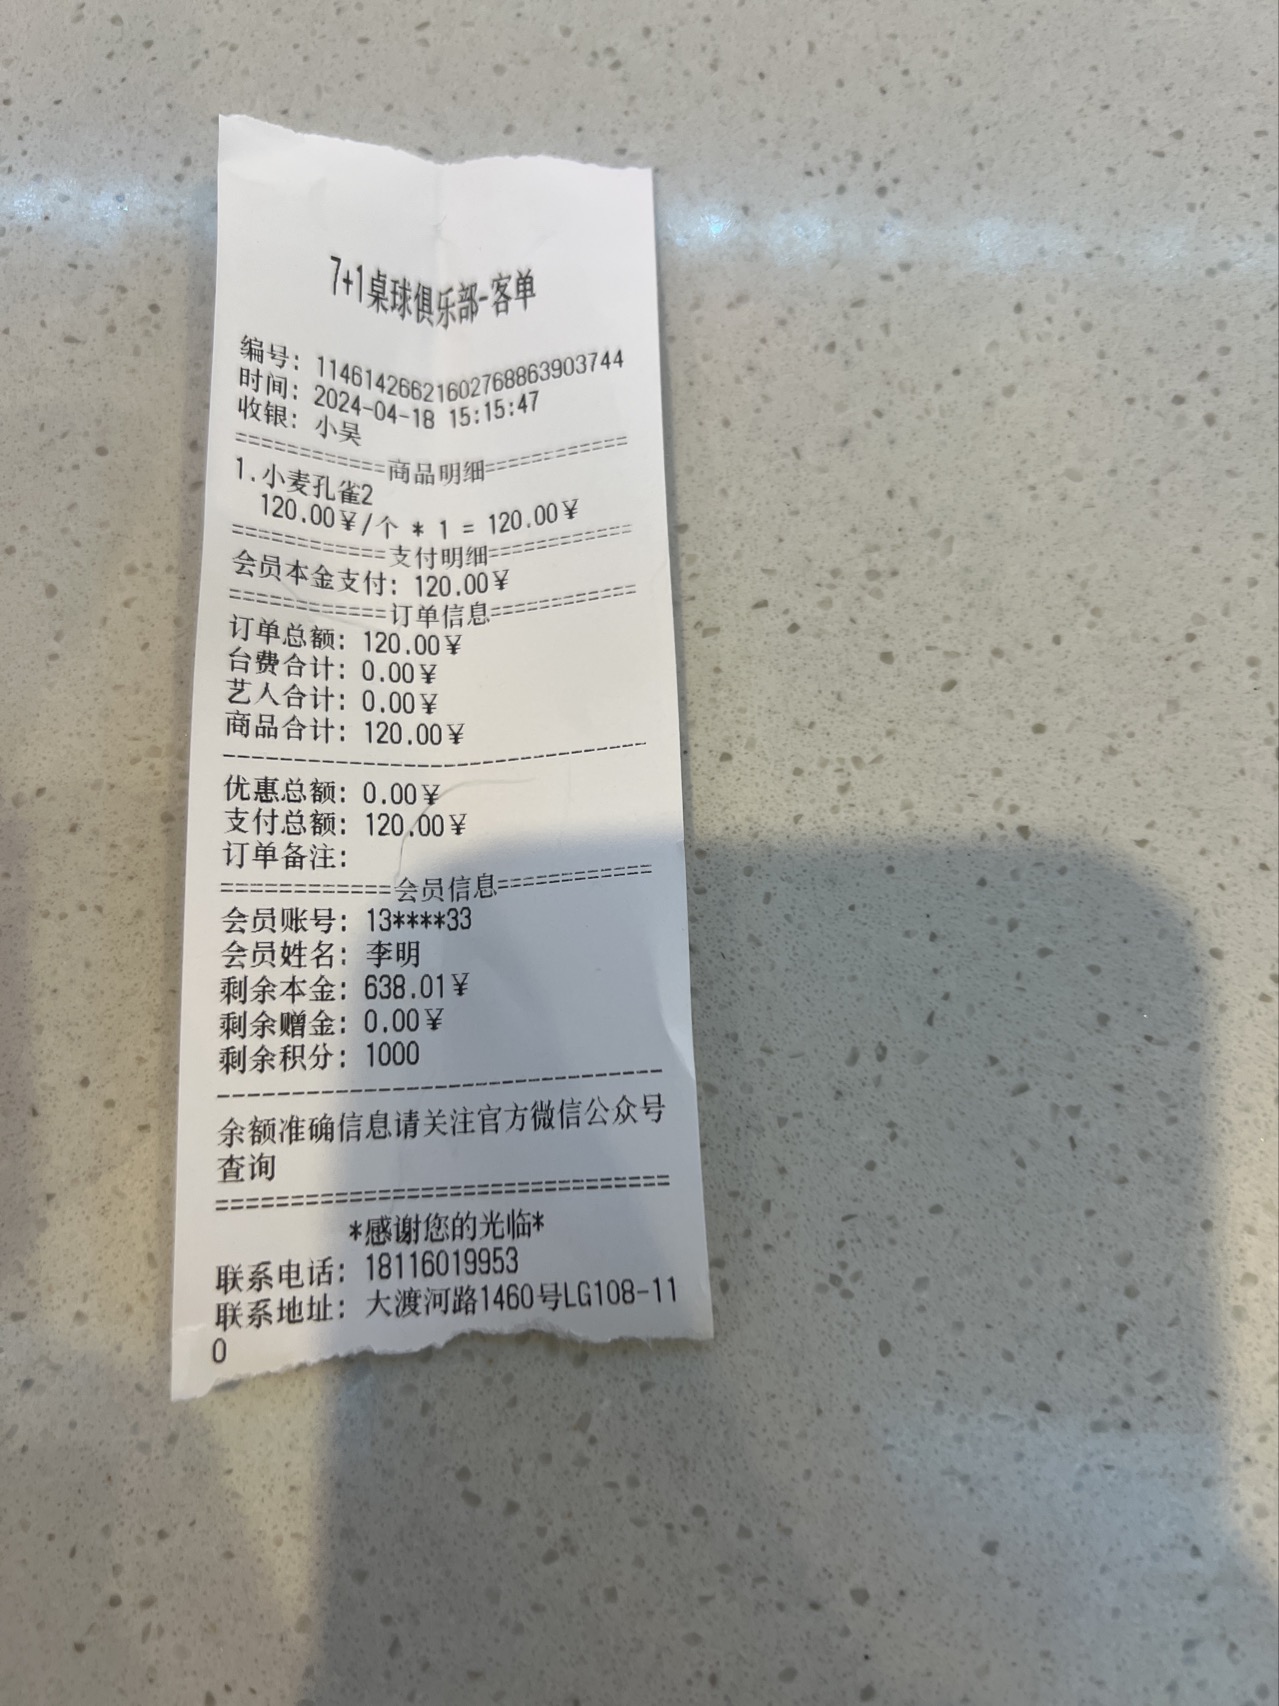 7+1桌球俱乐部-客单
编号: 1146142662160276886390​3744
时间: 2024-04-18 15:15:47
收银: 小吴
============商品明细============
1.小麦孔雀2
120.00¥/个 * 1 = 120.00¥
============支付明细============
会员本金支付: 120.00¥
============订单信息============
订单总额: 120.00¥
台费合计: 0.00¥
艺人合计: 0.00¥
商品合计: 120.00¥
--------------------------------
优惠总额: 0.00¥
支付总额: 120.00¥
订单备注:
============会员信息============
会员账号: 13****33
会员姓名: 李明
剩余本金: 638.01¥
剩余赠金: 0.00¥
剩余积分: 1000
--------------------------------
余额准确信息请关注官方微信公众号
查询
================================
*感谢您的光临*
联系电话: 18116019953
联系地址: 大渡河路1460号LG108-11
0